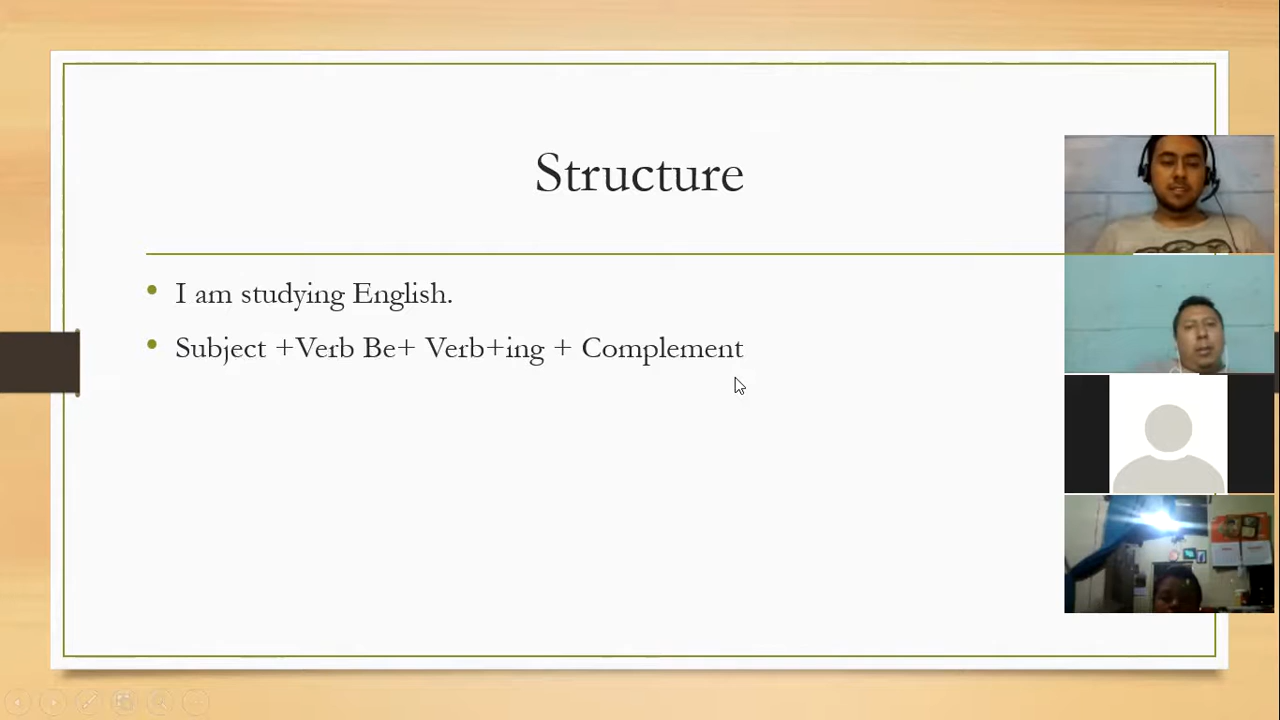 Structure
I am studying English.
Subject +Verb Be+ Verb+ing + Complement